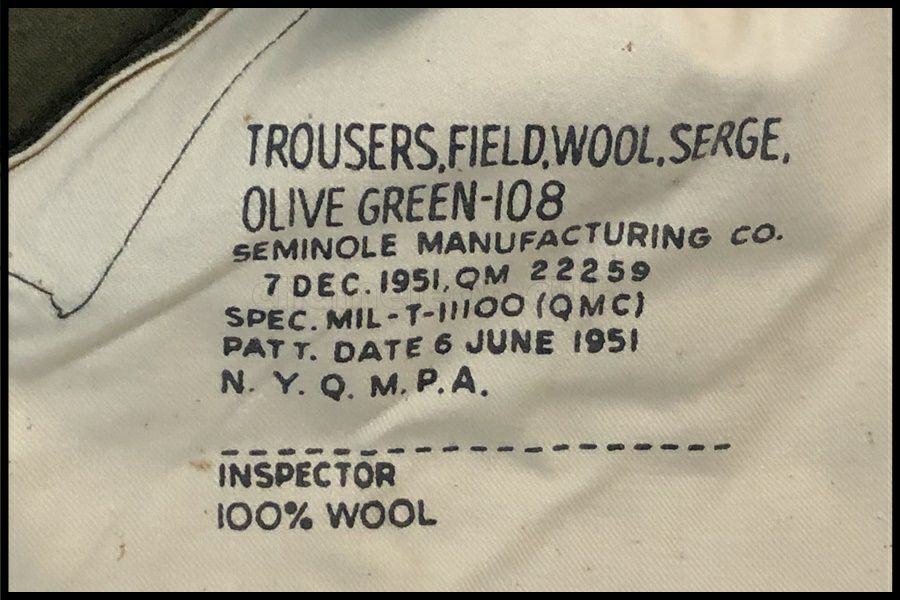 TROUSERS,FIELD,WOOL,SERGE,
OLIVE GREEN-108
SEMINOLE MANUFACTURING CO.
7 DEC. 1951, QM 22259
SPEC. MIL-T-11100 (QMC)
PATT. DATE 6 JUNE 1951
N. Y. Q. M. P. A.
INSPECTOR
100% WOOL